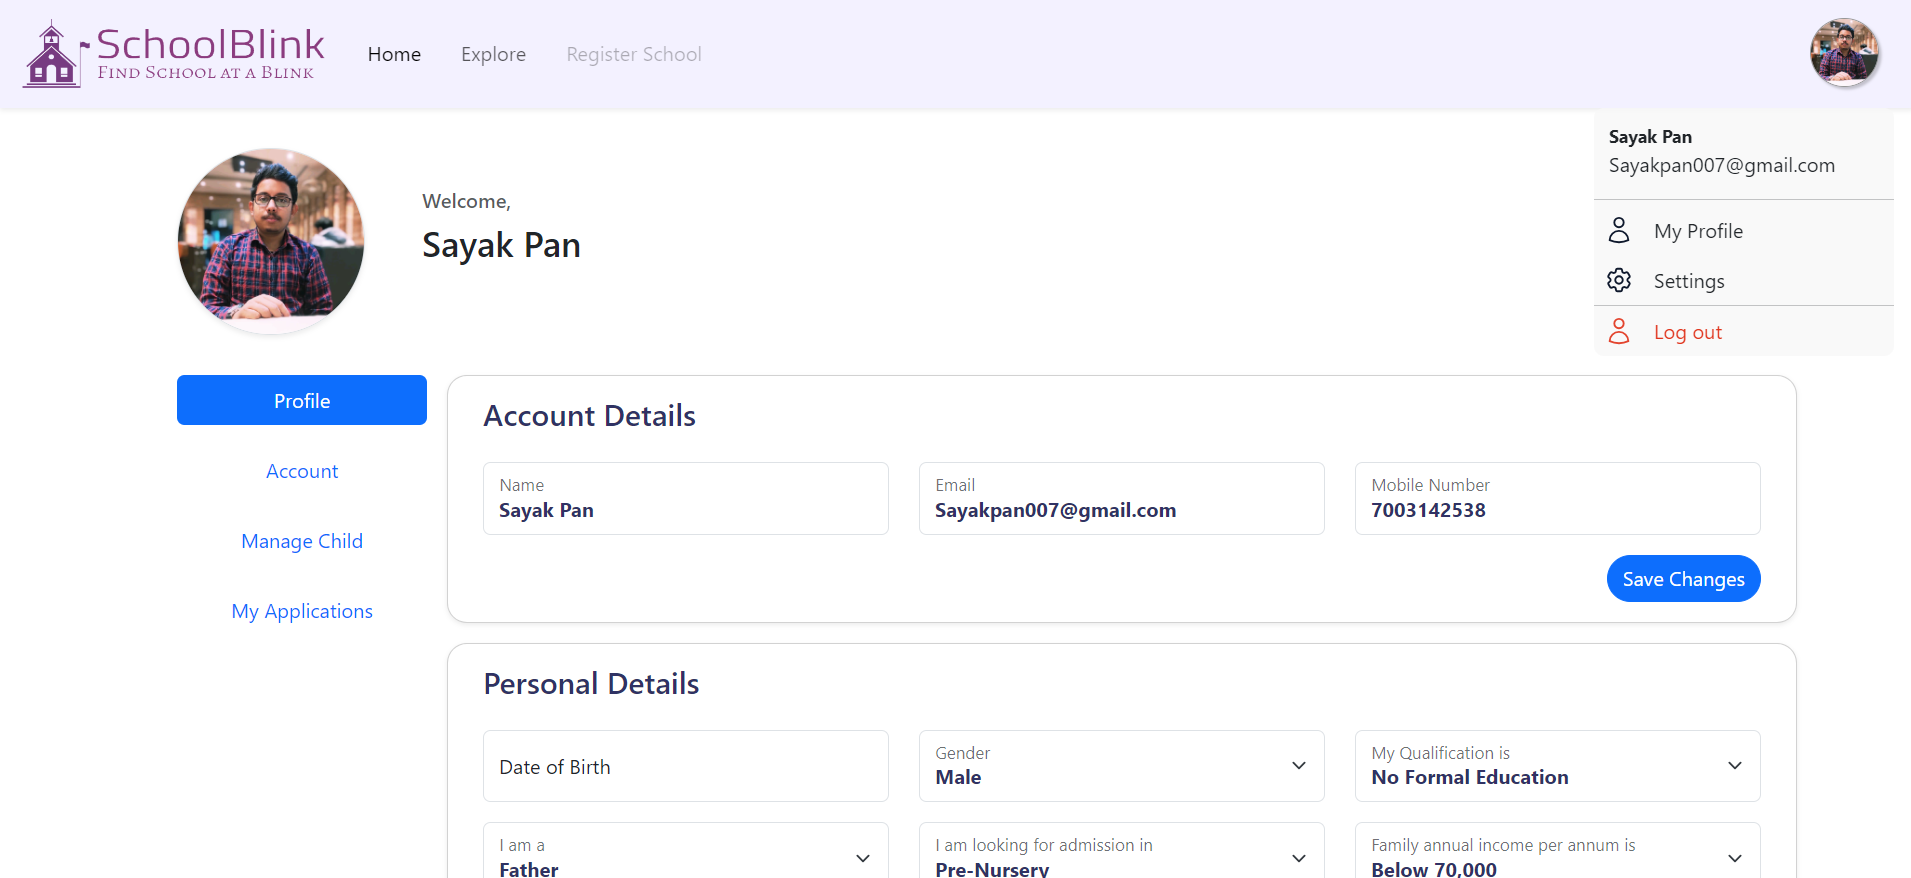 SchoolBlink
Find School at a Blink
Home
Explore
Register School
Sayak Pan
Sayakpan007@gmail.com
My Profile
Settings
Log out
Welcome,
Sayak Pan
Profile
Account
Manage Child
My Applications
Account Details
Name
Sayak Pan
Email
Sayakpan007@gmail.com
Mobile Number
7003142538
Save Changes
Personal Details
Date of Birth
Gender
Male
My Qualification is
No Formal Education
I am a
Father
I am looking for admission in
Pre-Nursery
Family annual income per annum is
Below 70,000